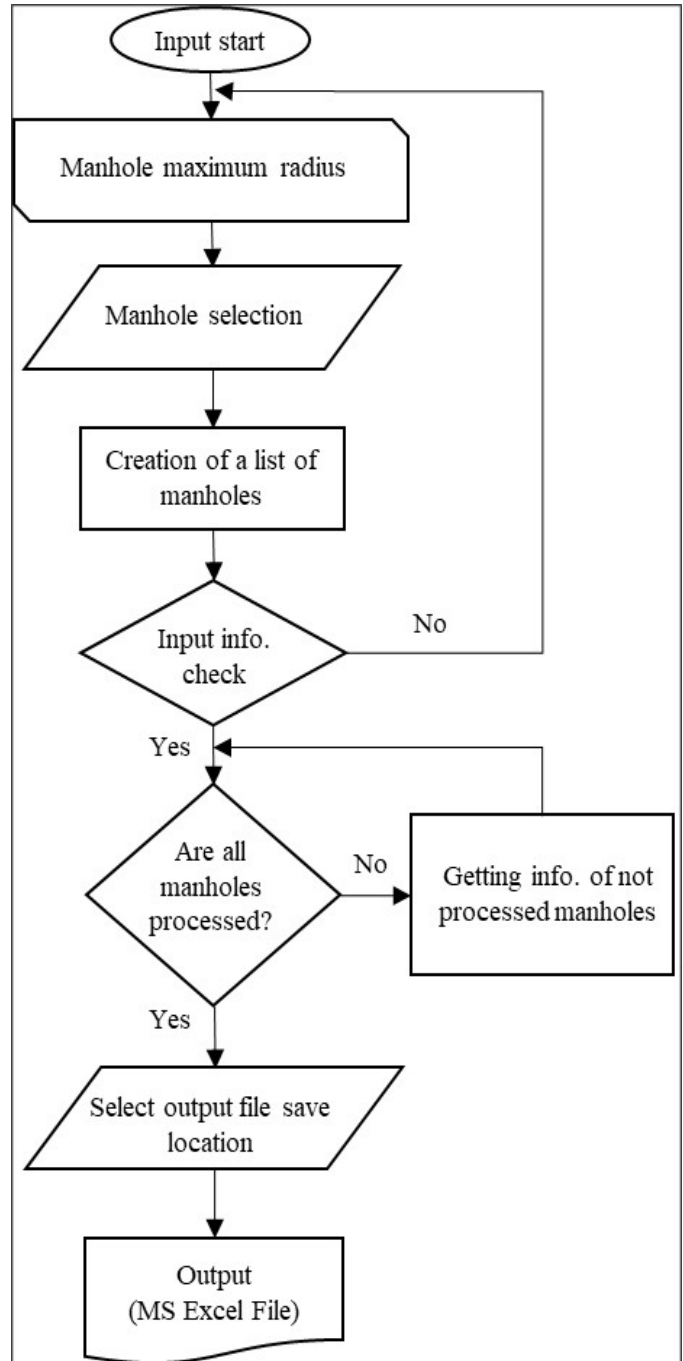 Input start
Manhole maximum radius
Manhole selection
Creation of a list of
manholes
Input info.
check
No
Yes
Are all
manholes
processed?
No
Getting info. of not
processed manholes
Yes
Select output file save
location
Output
(MS Excel File)